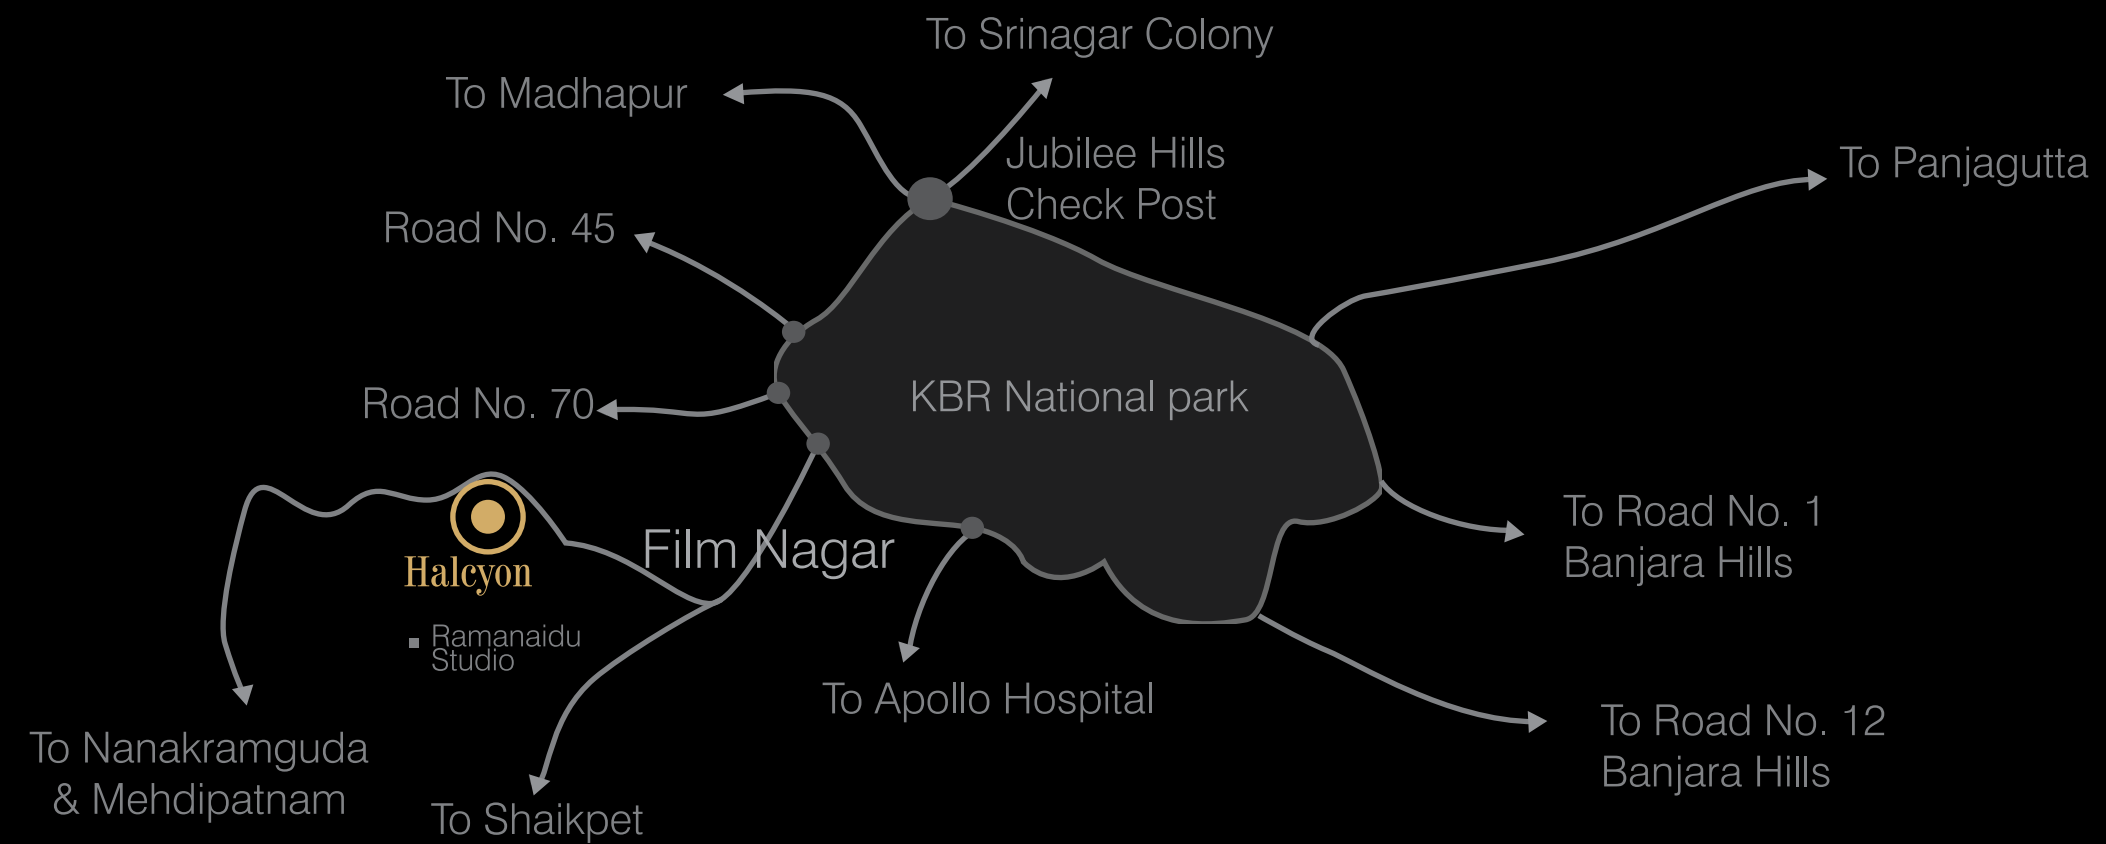 To Srinagar Colony
To Madhapur
Jubilee Hills
Check Post
To Panjagutta
Road No. 45
KBR National park
Road No. 70
To Road No. 1
Banjara Hills
Film Nagar
Halcyon
Ramanaidu
Studio
To Apollo Hospital
To Road No. 12
Banjara Hills
To Nanakramguda
& Mehdipatnam
To Shaikpet